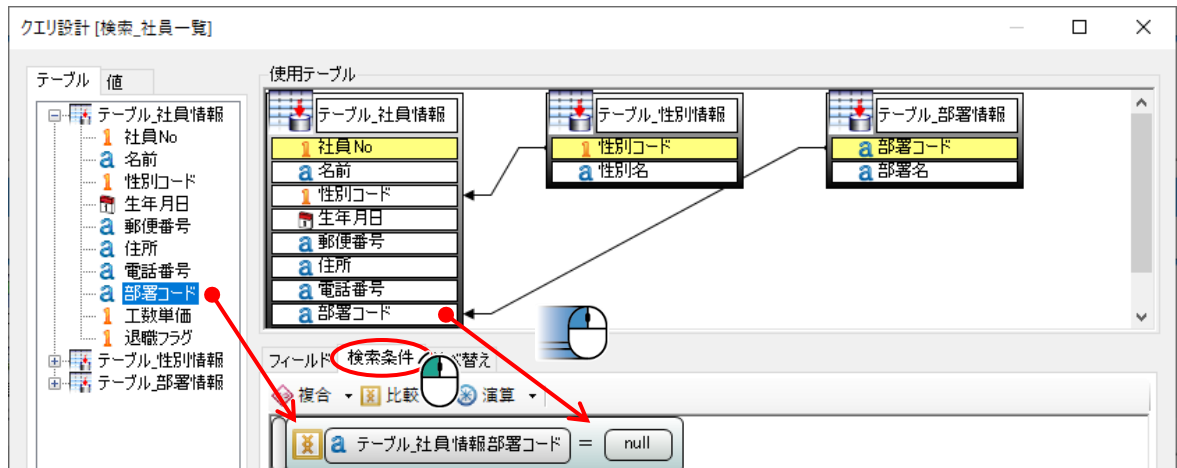 クエリ設計 [検索_社員一覧]
テーブル 値
テーブル_社員情報
社員No
名前
性別コード
生年月日
郵便番号
住所
電話番号
部署コード
工数単価
退職フラグ
テーブル_性別情報
テーブル_部署情報
使用テーブル
テーブル_社員情報
社員No
名前
性別コード
生年月日
郵便番号
住所
電話番号
部署コード
テーブル_性別情報
性別コード
性別名
テーブル_部署情報
部署コード
部署名
フィールド 検索条件 べ替え
複合 比較 演算
テーブル_社員情報部署コード = null